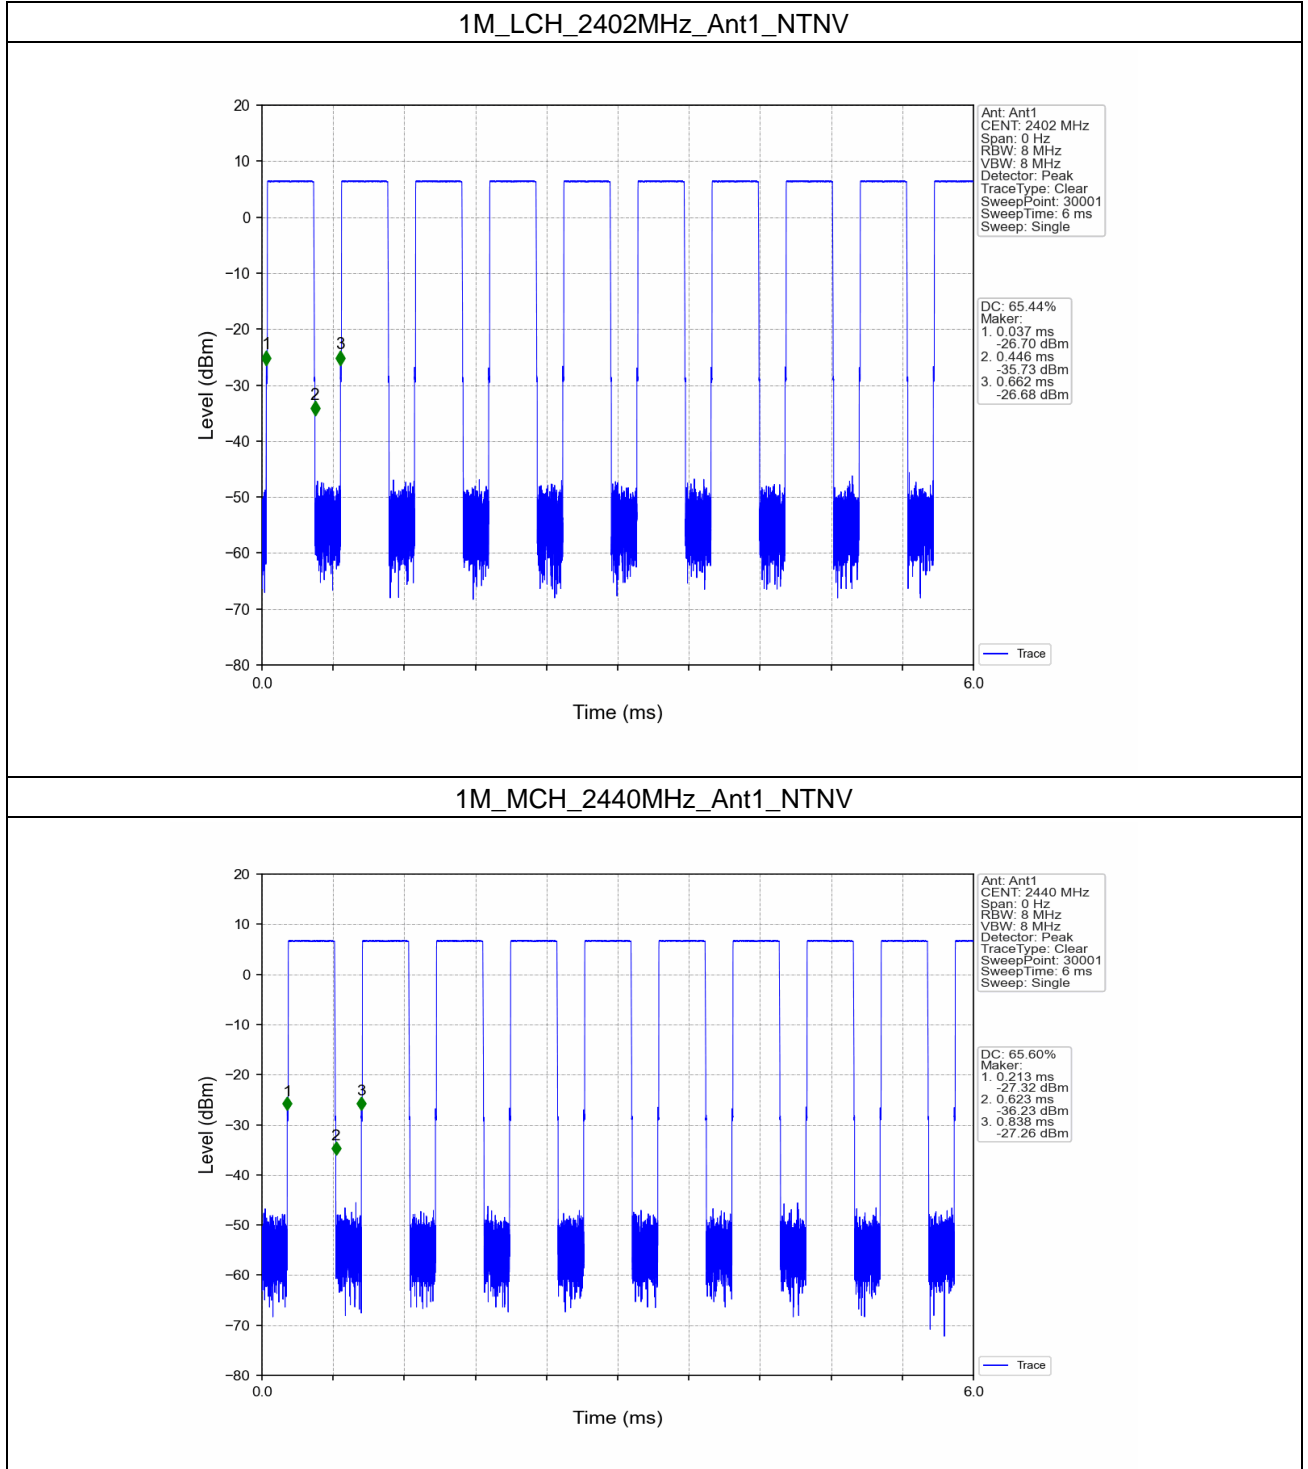 1M_LCH_2402MHz_Ant1_NTNV
20
10
0
−10
−20
−30
−40
−50
−60
−70
−80
Level (dBm)
1
2
3
0.0
6.0
Time (ms)
Ant: Ant1
CENT: 2402 MHz
Span: 0 Hz
RBW: 8 MHz
VBW: 8 MHz
Detector: Peak
TraceType: Clear
SweepPoint: 30001
SweepTime: 6 ms
Sweep: Single
DC: 65.44%
Maker:
1. 0.037 ms
-26.70 dBm
2. 0.446 ms
-35.73 dBm
3. 0.662 ms
-26.68 dBm
Trace
1M_MCH_2440MHz_Ant1_NTNV
20
10
0
−10
−20
−30
−40
−50
−60
−70
−80
Level (dBm)
1
2
3
0.0
6.0
Time (ms)
Ant: Ant1
CENT: 2440 MHz
Span: 0 Hz
RBW: 8 MHz
VBW: 8 MHz
Detector: Peak
TraceType: Clear
SweepPoint: 30001
SweepTime: 6 ms
Sweep: Single
DC: 65.60%
Maker:
1. 0.213 ms
-27.32 dBm
2. 0.623 ms
-36.23 dBm
3. 0.838 ms
-27.26 dBm
Trace